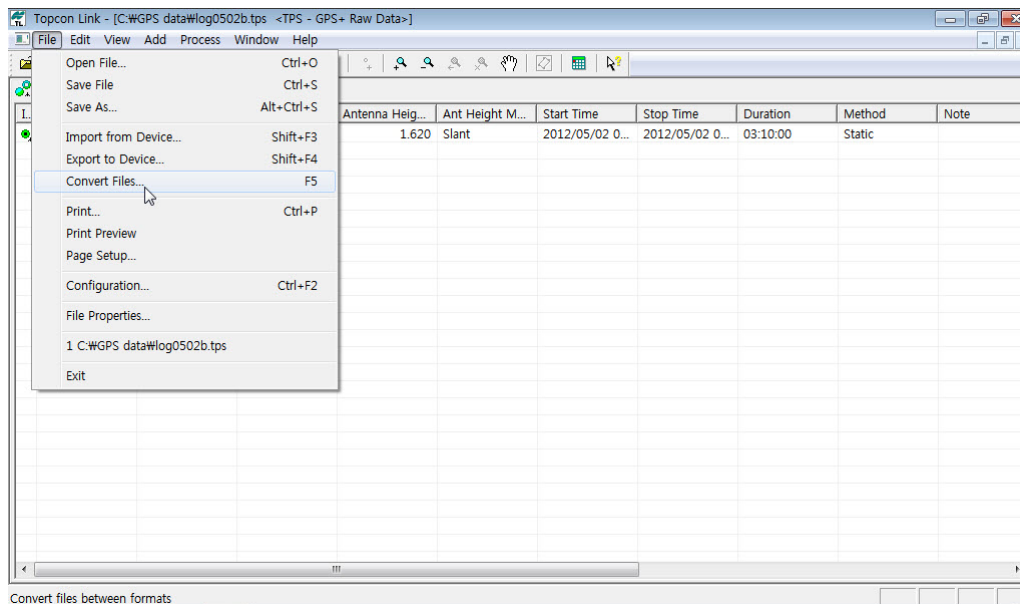 Topcon Link - [C:₩GPS data₩log0502b.tps <TPS - GPS+ Raw Data>]
File Edit View Add Process Window Help
Open File... Ctrl+O
Save File Ctrl+S
Save As... Alt+Ctrl+S
Import from Device... Shift+F3
Export to Device... Shift+F4
Convert Files... F5
Print... Ctrl+P
Print Preview
Page Setup...
Configuration... Ctrl+F2
File Properties...
1 C:₩GPS data₩log0502b.tps
Exit
I... Antenna Heig... Ant Height M... Start Time Stop Time Duration Method Note
1.620 Slant 2012/05/02 0... 2012/05/02 0... 03:10:00 Static
Convert files between formats